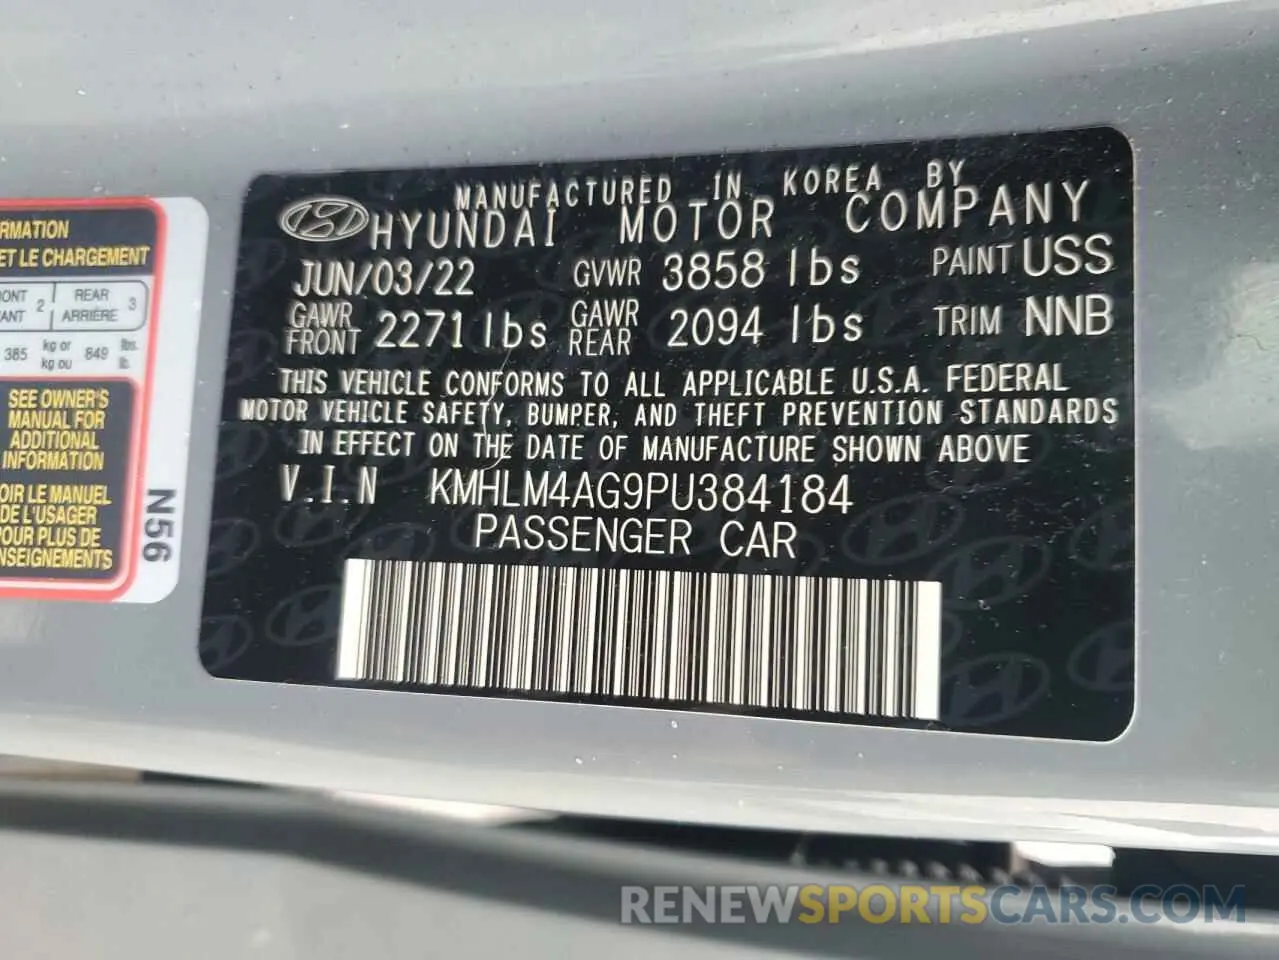 MANUFACTURED IN KOREA BY
HYUNDAI MOTOR COMPANY
JUN/03/22 GVWR 3858 lbs PAINT USS
GAWR FRONT 2271 lbs GAWR REAR 2094 lbs TRIM NNB
THIS VEHICLE CONFORMS TO ALL APPLICABLE U.S.A. FEDERAL
MOTOR VEHICLE SAFETY, BUMPER, AND THEFT PREVENTION STANDARDS
IN EFFECT ON THE DATE OF MANUFACTURE SHOWN ABOVE
V.I.N KMHLM4AG9PU384184
PASSENGER CAR
RMATION
ET LE CHARGEMENT
ONT 2 REAR 3
ANT ARRIÈRE
385 kg or 849 lbs.
kg ou lb.
SEE OWNER'S
MANUAL FOR
ADDITIONAL
INFORMATION
OIR LE MANUEL
DE L'USAGER
POUR PLUS DE
NSEIGNEMENTS
N56
RENEWSPORTSCARS.COM